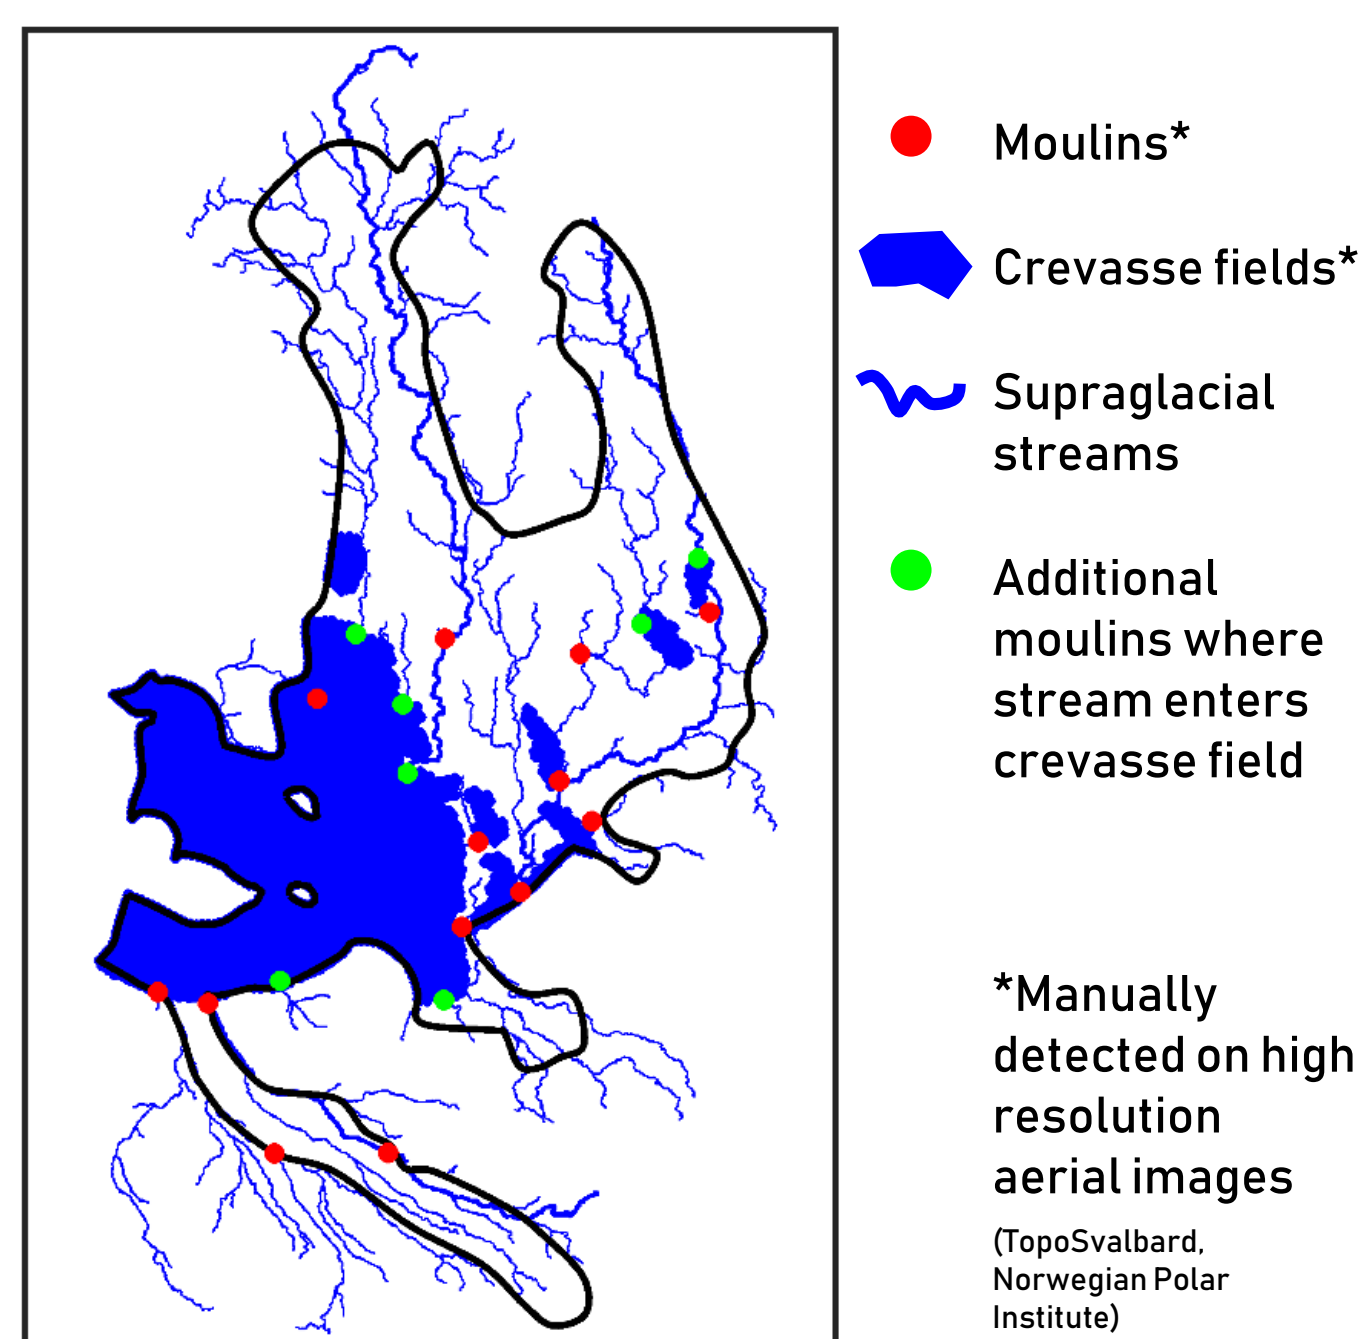 Moulins*
Crevasse fields*
Supraglacial
streams
Additional
moulins where
stream enters
crevasse field
*Manually
detected on high
resolution
aerial images
(TopoSvalbard,
Norwegian Polar
Institute)